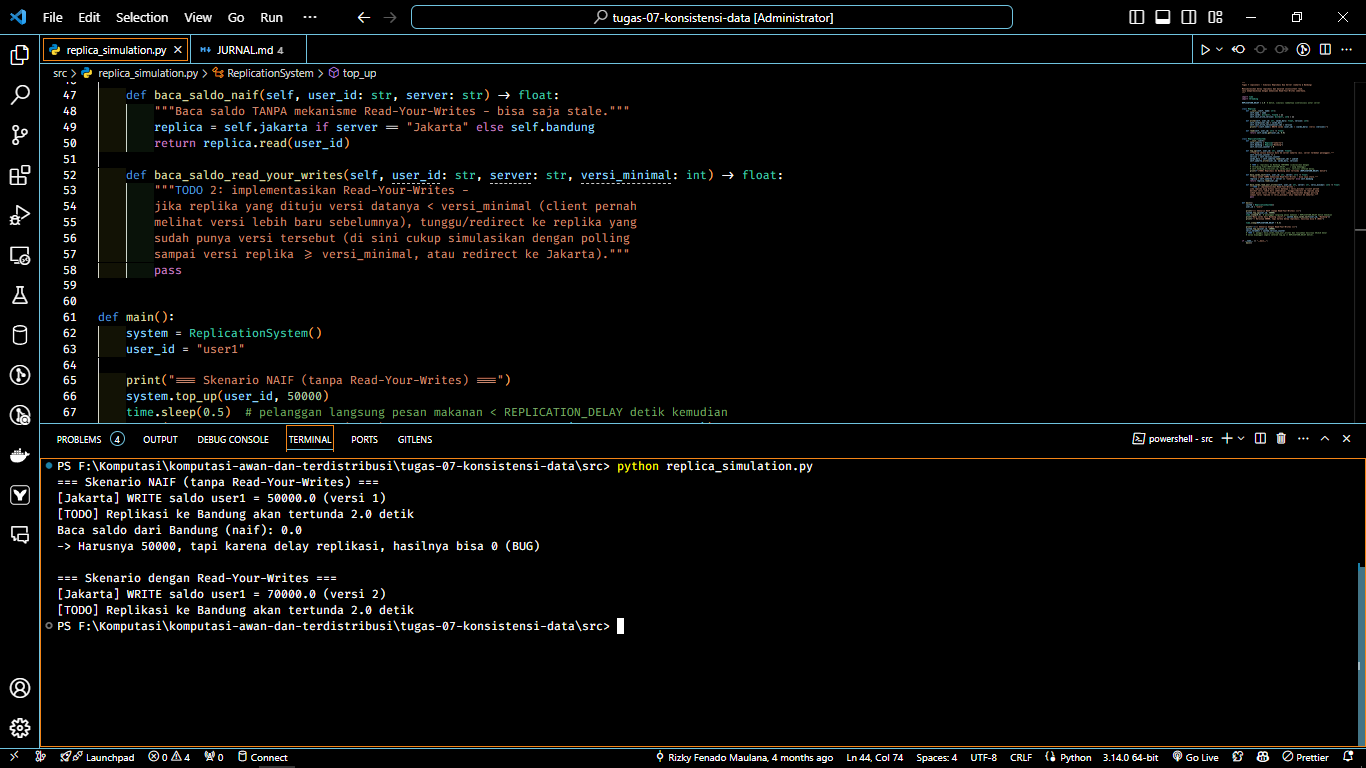 File Edit Selection View Go Run ··· tugas-07-konsistensi-data [Administrator]
replica_simulation.py JURNAL.md 4
src > replica_simulation.py > ReplicationSystem > top_up
47 def baca_saldo_naif(self, user_id: str, server: str) -> float:
48 """Baca saldo TANPA mekanisme Read-Your-Writes - bisa saja stale."""
49 replica = self.jakarta if server == "Jakarta" else self.bandung
50 return replica.read(user_id)
51
52 def baca_saldo_read_your_writes(self, user_id: str, server: str, versi_minimal: int) -> float:
53 """TODO 2: implementasikan Read-Your-Writes -
54 jika replika yang dituju versi datanya < versi_minimal (client pernah
55 melihat versi lebih baru sebelumnya), tunggu/redirect ke replika yang
56 sudah punya versi tersebut (di sini cukup simulasikan dengan polling
57 sampai versi replika >= versi_minimal, atau redirect ke Jakarta)."""
58 pass
59
60
61 def main():
62 system = ReplicationSystem()
63 user_id = "user1"
64
65 print("=== Skenario NAIF (tanpa Read-Your-Writes) ===")
66 system.top_up(user_id, 50000)
67 time.sleep(0.5) # pelanggan langsung pesan makanan < REPLICATION_DELAY detik kemudian
PROBLEMS 4 OUTPUT DEBUG CONSOLE TERMINAL PORTS GITLENS powershell - src
PS F:\Komputasi\komputasi-awan-dan-terdistribusi\tugas-07-konsistensi-data\src> python replica_simulation.py
=== Skenario NAIF (tanpa Read-Your-Writes) ===
[Jakarta] WRITE saldo user1 = 50000.0 (versi 1)
[TODO] Replikasi ke Bandung akan tertunda 2.0 detik
Baca saldo dari Bandung (naif): 0.0
-> Harusnya 50000, tapi karena delay replikasi, hasilnya bisa 0 (BUG)
=== Skenario dengan Read-Your-Writes ===
[Jakarta] WRITE saldo user1 = 70000.0 (versi 2)
[TODO] Replikasi ke Bandung akan tertunda 2.0 detik
PS F:\Komputasi\komputasi-awan-dan-terdistribusi\tugas-07-konsistensi-data\src>
Launchpad 0 4 0 Connect Rizky Fenado Maulana, 4 months ago Ln 44, Col 74 Spaces: 4 UTF-8 CRLF Python 3.14.0 64-bit Go Live Prettier